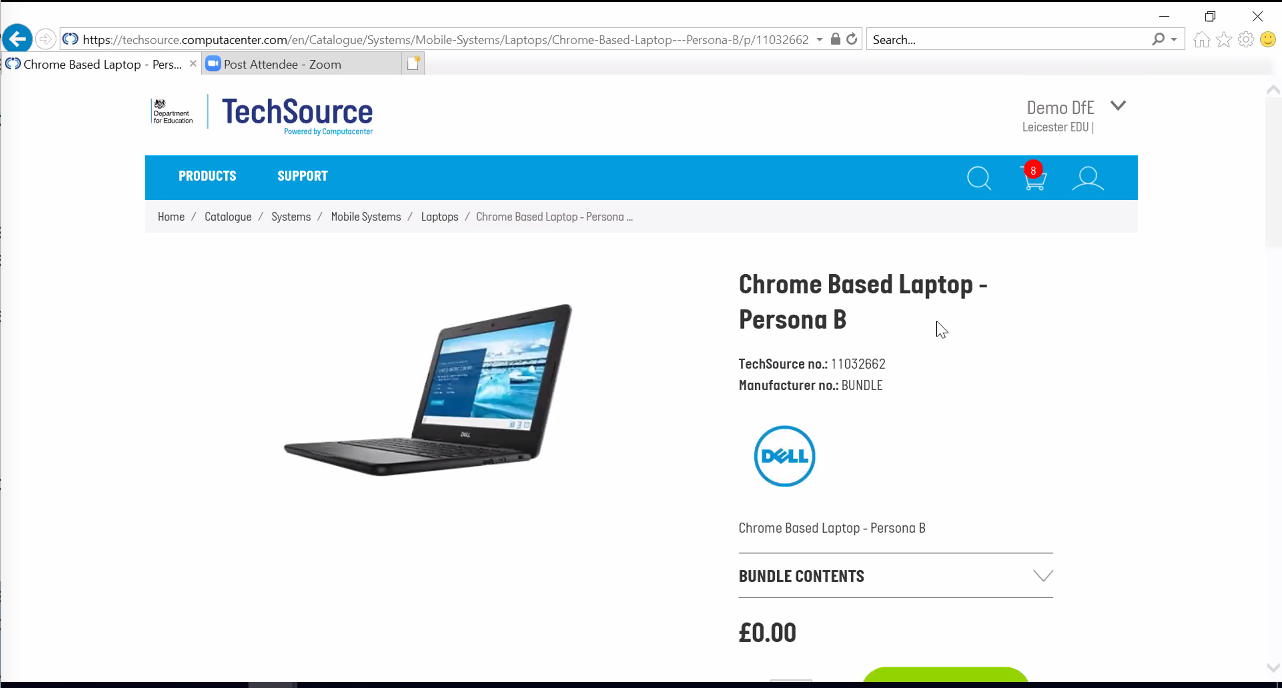 https://techsource.computacenter.com/en/Catalogue/Systems/Mobile-Systems/Laptops/Chrome-Based-Laptop---Persona-B/p/11032662
Search...
Chrome Based Laptop - Pers...
Post Attendee - Zoom
Department
for Education
TechSource
Powered by Computacenter
Demo DfE
Leicester EDU |
PRODUCTS
SUPPORT
8
Home / Catalogue / Systems / Mobile Systems / Laptops / Chrome Based Laptop - Persona ...
Chrome Based Laptop -
Persona B
TechSource no.: 11032662
Manufacturer no.: BUNDLE
DELL
DELL
Chrome Based Laptop - Persona B
BUNDLE CONTENTS
£0.00